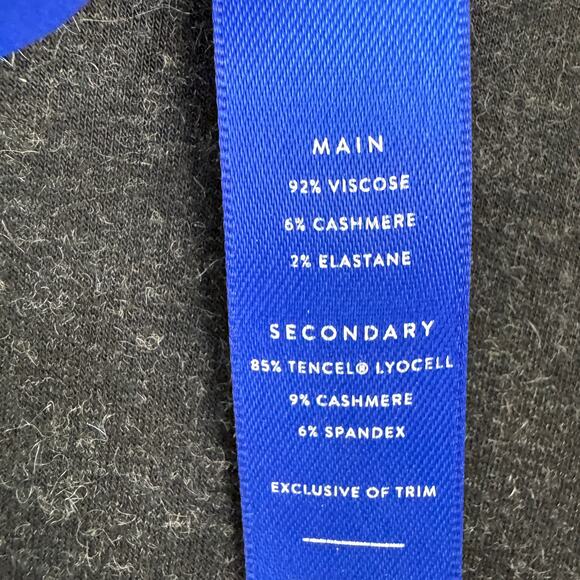 MAIN
92% VISCOSE
6% CASHMERE
2% ELASTANE
SECONDARY
85% TENCEL® LYOCELL
9% CASHMERE
6% SPANDEX
EXCLUSIVE OF TRIM